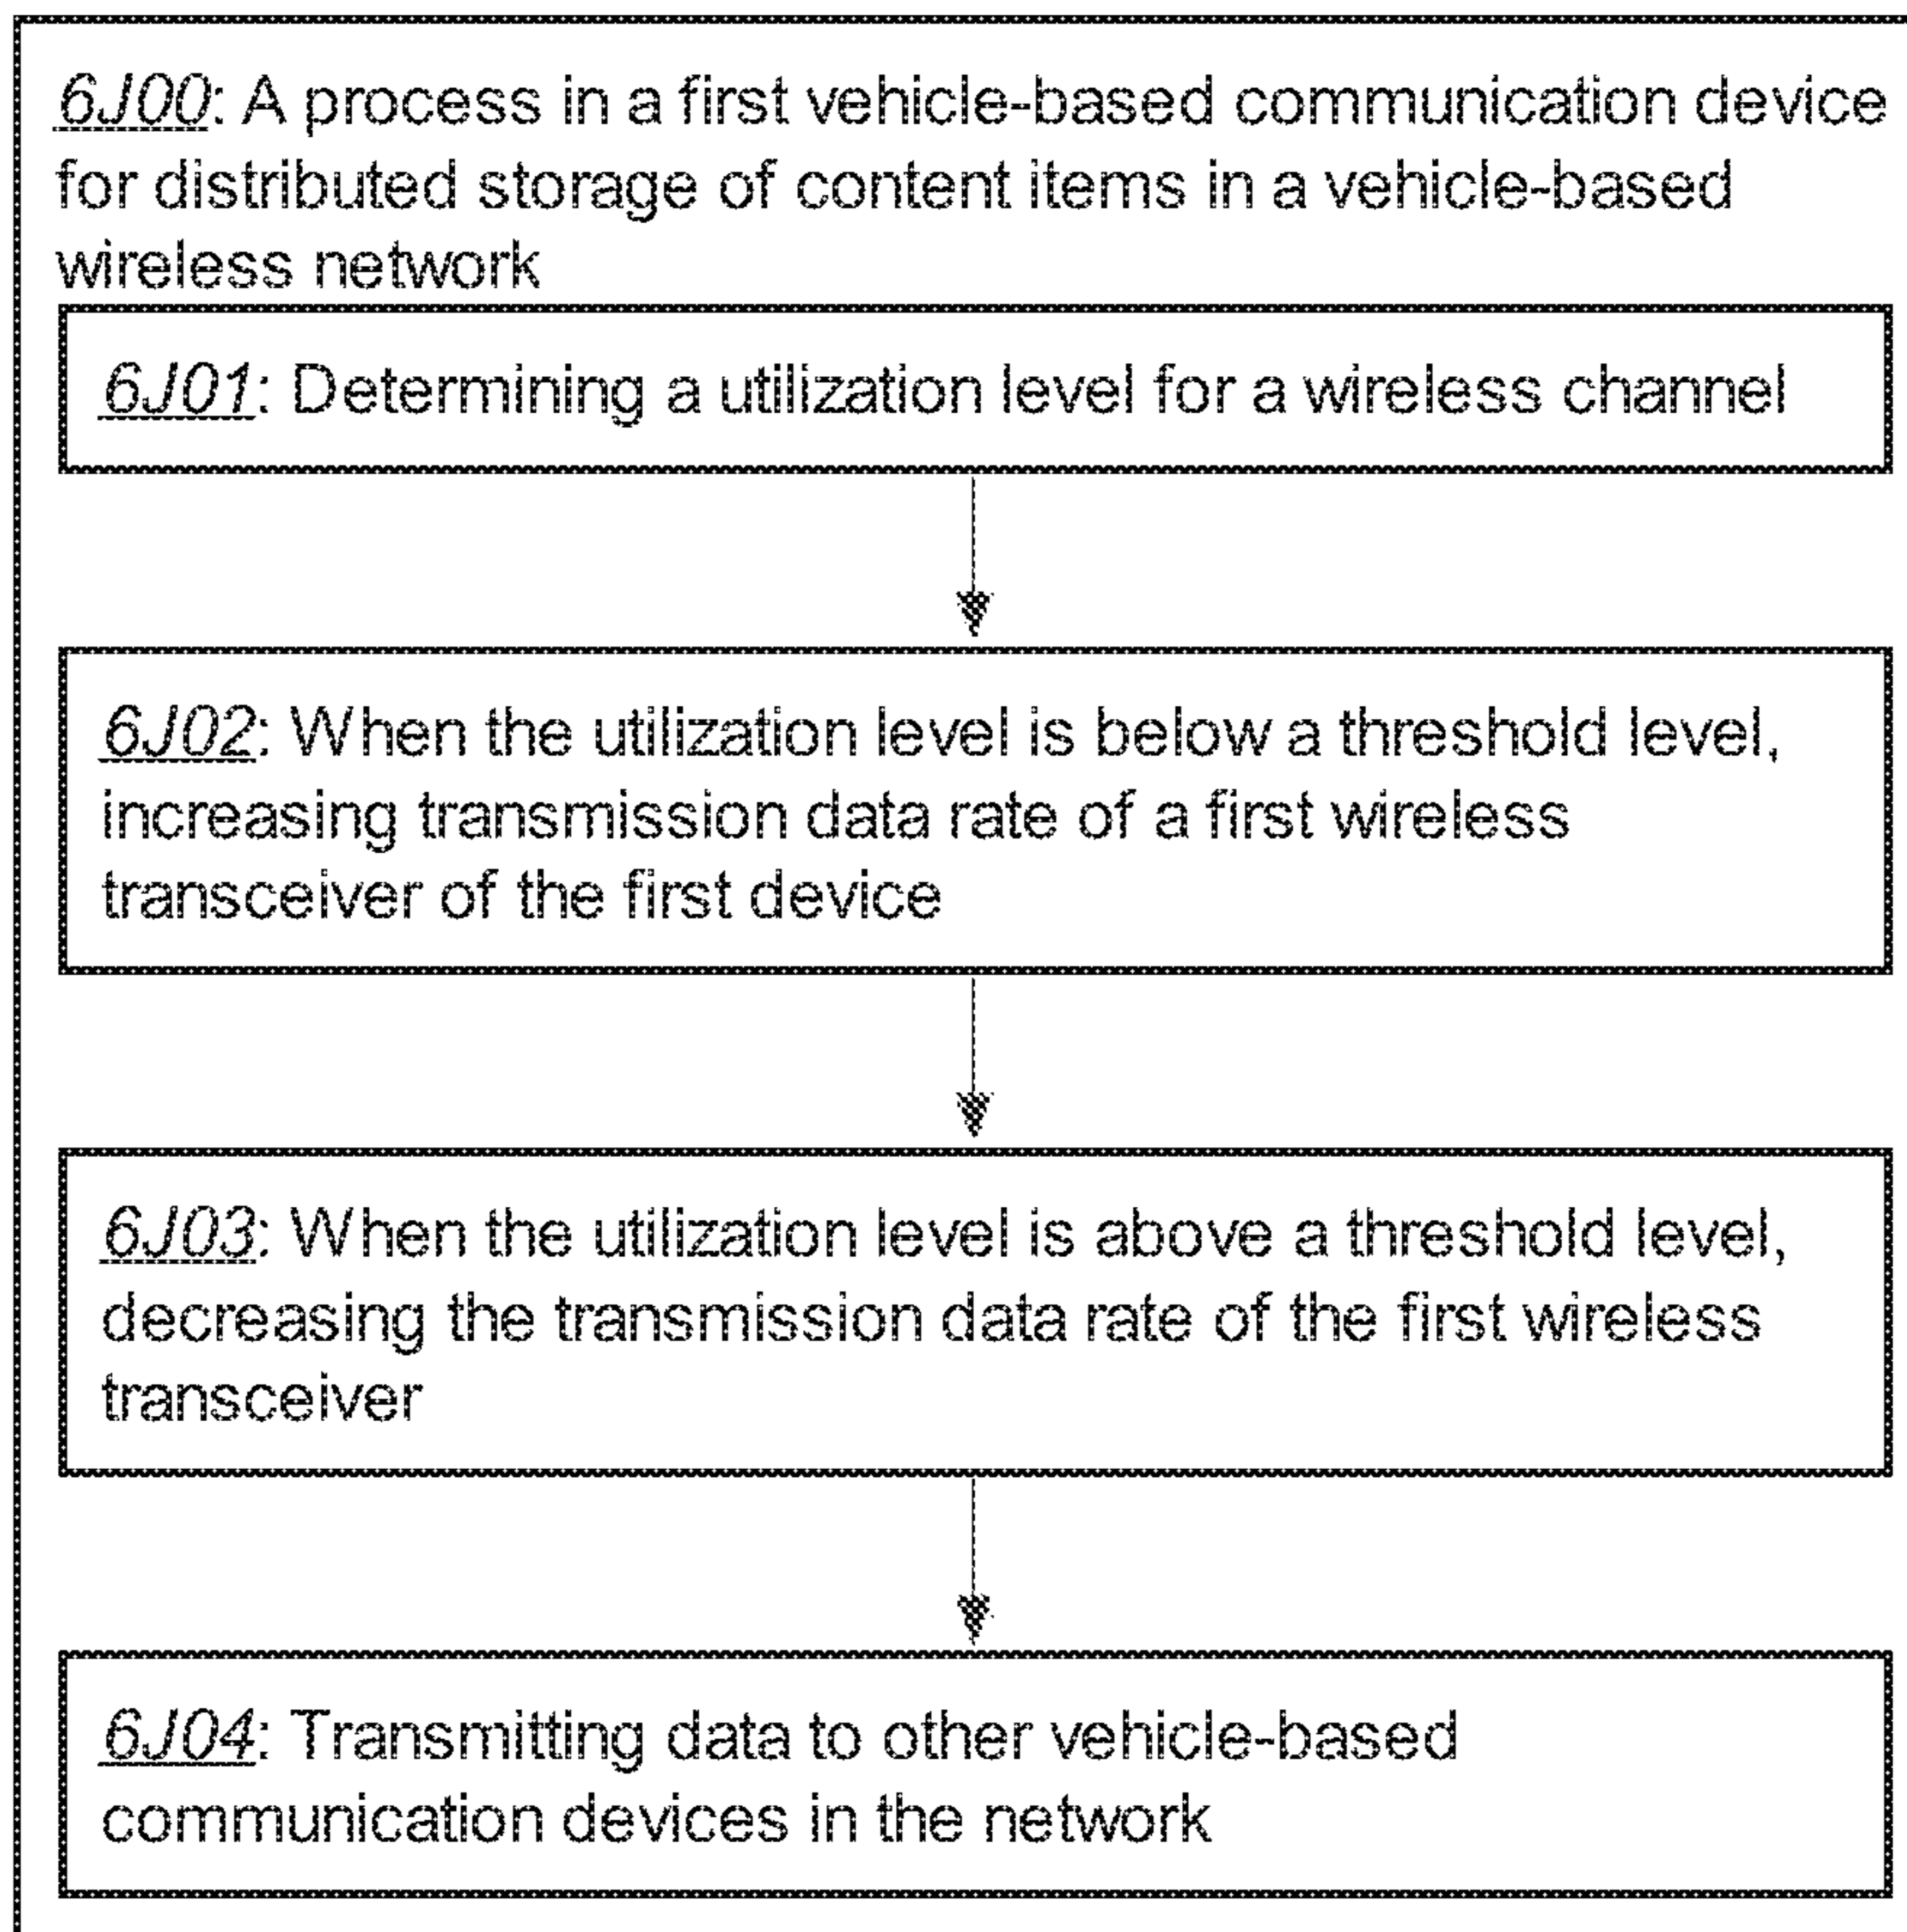 6J00: A process in a first vehicle-based communication device
for distributed storage of content items in a vehicle-based
wireless network
6J01: Determining a utilization level for a wireless channel
6J02: When the utilization level is below a threshold level,
increasing transmission data rate of a first wireless
transceiver of the first device
6J03: When the utilization level is above a threshold level,
decreasing the transmission data rate of the first wireless
transceiver
6J04: Transmitting data to other vehicle-based
communication devices in the network